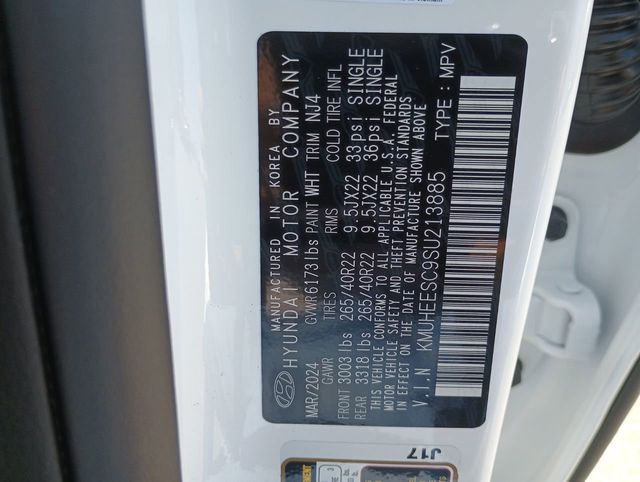 MANUFACTURED IN KOREA BY
HYUNDAI MOTOR COMPANY
MAR/2024 GVWR 6173 lbs PAINT WHT TRIM NJ4
GAWR TIRES RIMS COLD TIRE INFL
FRONT 3003 lbs 265/40R22 9.5JX22 33psi SINGLE
REAR 3318 lbs 265/40R22 9.5JX22 36psi SINGLE
THIS VEHICLE CONFORMS TO ALL APPLICABLE U.S.A. FEDERAL
MOTOR VEHICLE SAFETY AND THEFT PREVENTION STANDARDS
IN EFFECT ON THE DATE OF MANUFACTURE SHOWN ABOVE
V.I.N KMUHEESC9SU213885 TYPE : MPV
J17